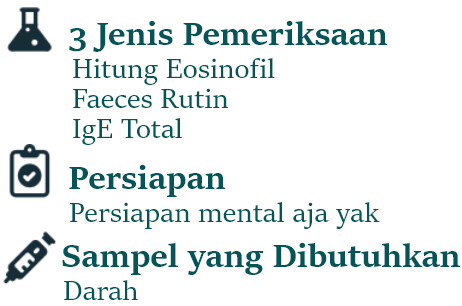 3 Jenis Pemeriksaan
Hitung Eosinofil
Faeces Rutin
IgE Total
Persiapan
Persiapan mental aja yak
Sampel yang Dibutuhkan
Darah